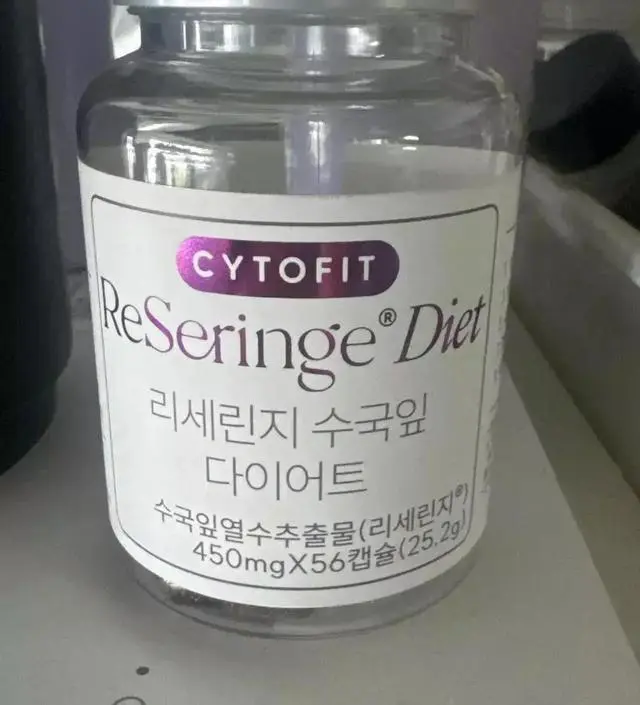 CYTOFIT
ReSeringe® Diet
리세린지 수국잎
다이어트
수국잎열수추출물(리세린지®)
450mgX56캡슐(25.2g)